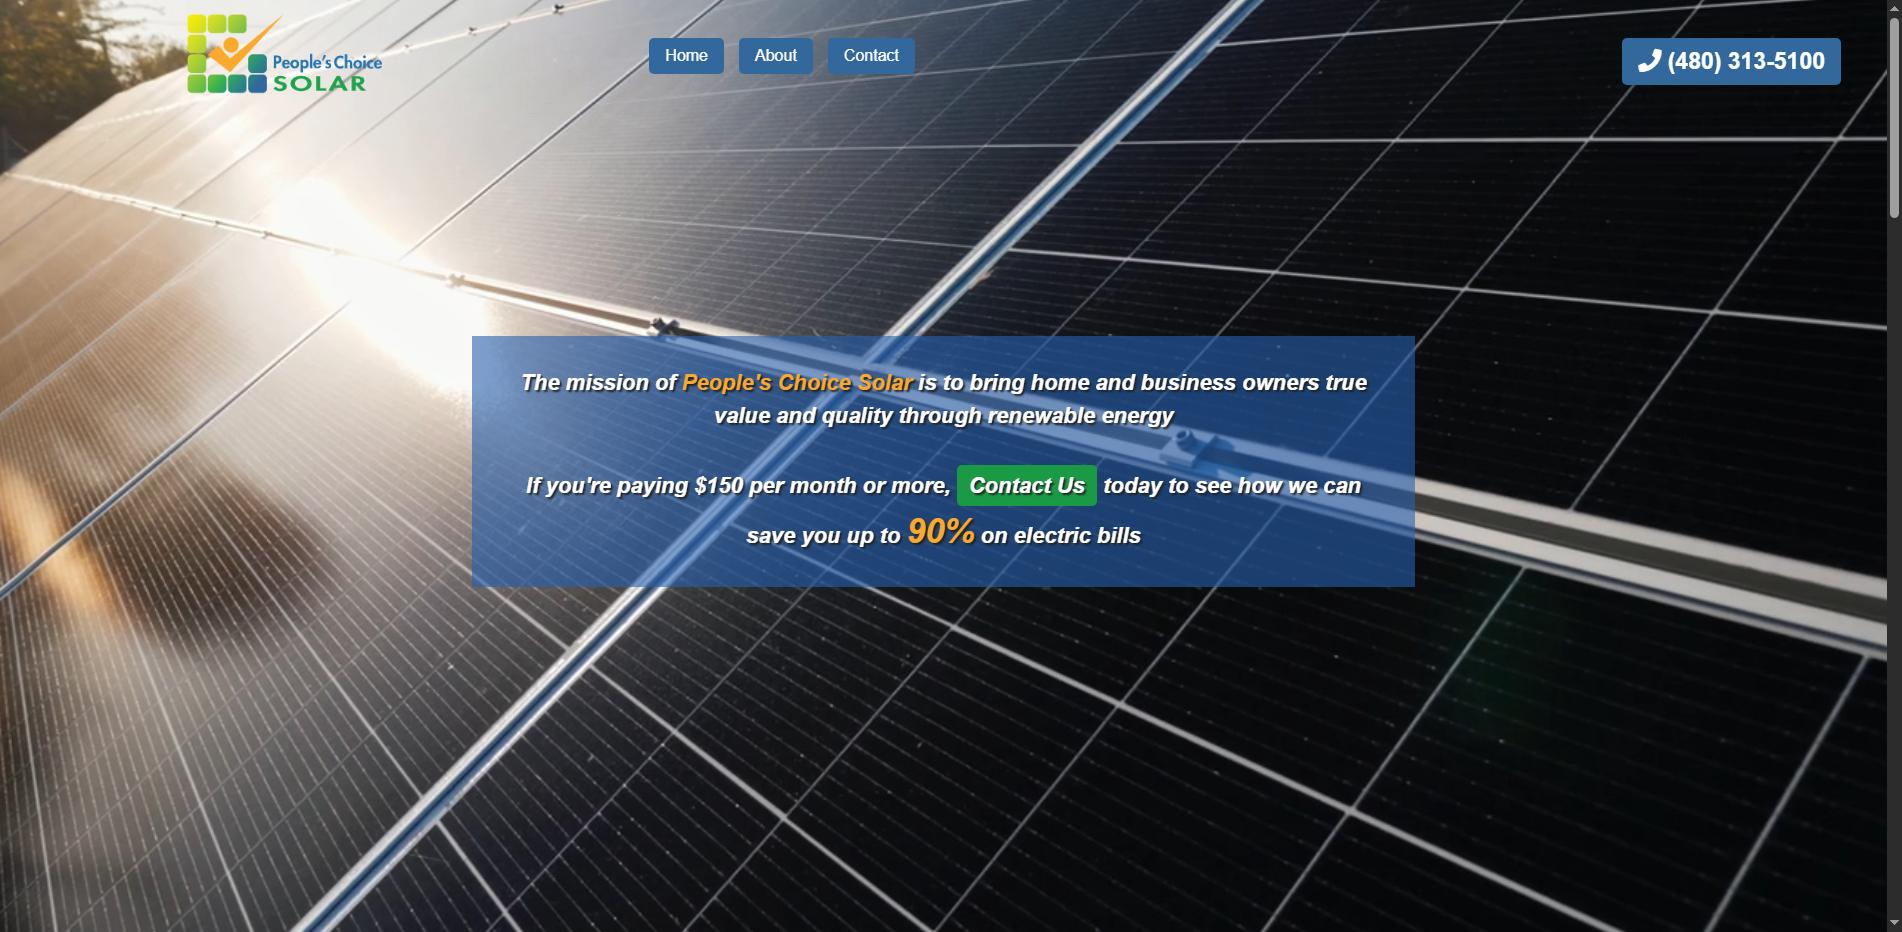 People's Choice
SOLAR
Home
About
Contact
(480) 313-5100
The mission of People's Choice Solar is to bring home and business owners true
value and quality through renewable energy
If you're paying $150 per month or more, Contact Us today to see how we can
save you up to 90% on electric bills